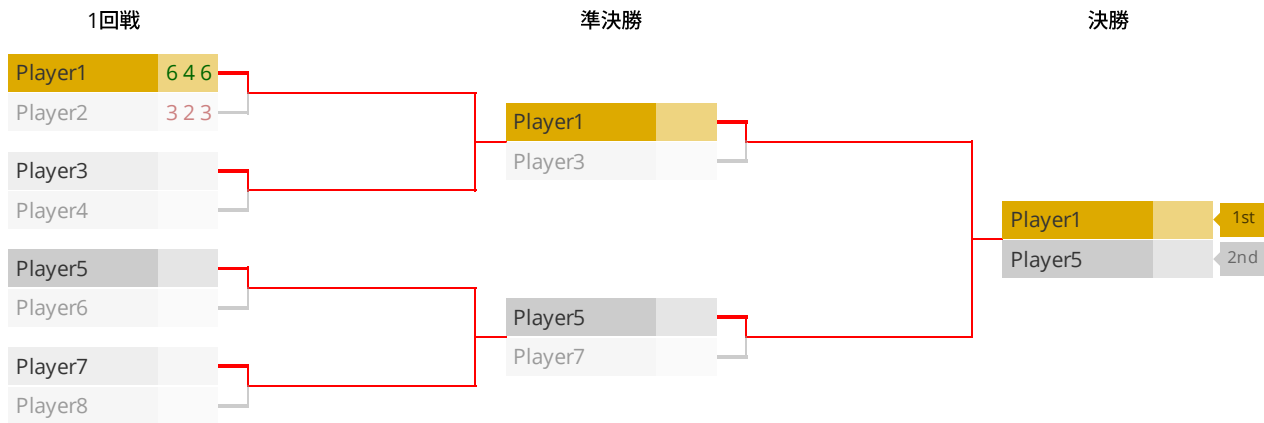 1回戦
準決勝
決勝
Player1 6 4 6
Player2 3 2 3
Player3
Player4
Player5
Player6
Player7
Player8
Player1
Player3
Player5
Player7
Player1 1st
Player5 2nd